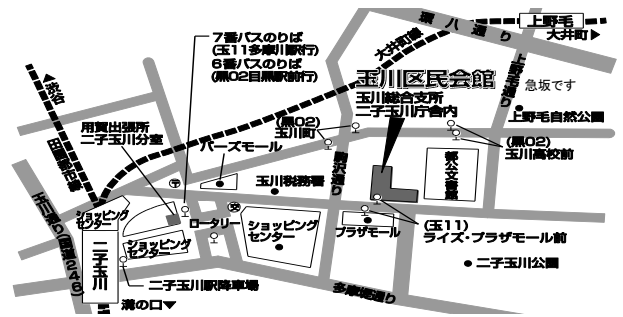 環八通り
上野毛
大井町▶
大井町線
7番バスのりば
(玉11多摩川駅行)
6番バスのりば
(黒02目黒駅前行)
▲渋谷
田園都市線
玉川区民会館
玉川総合支所
二子玉川庁舎内
急坂です
上野毛通り
上野毛自然公園
用賀出張所
二子玉川分室
(黒02)
玉川町
バーズモール
駒沢通り
都公文書館
(黒02)
玉川高校前
玉川税務署
玉川通り(国道246)
ショッピング
センター
ロータリー
ショッピング
センター
ショッピング
センター
プラザモール
(玉11)
ライズ・プラザモール前
二子玉川
二子玉川公園
二子玉川駅降車場
多摩堤通り
溝の口▼